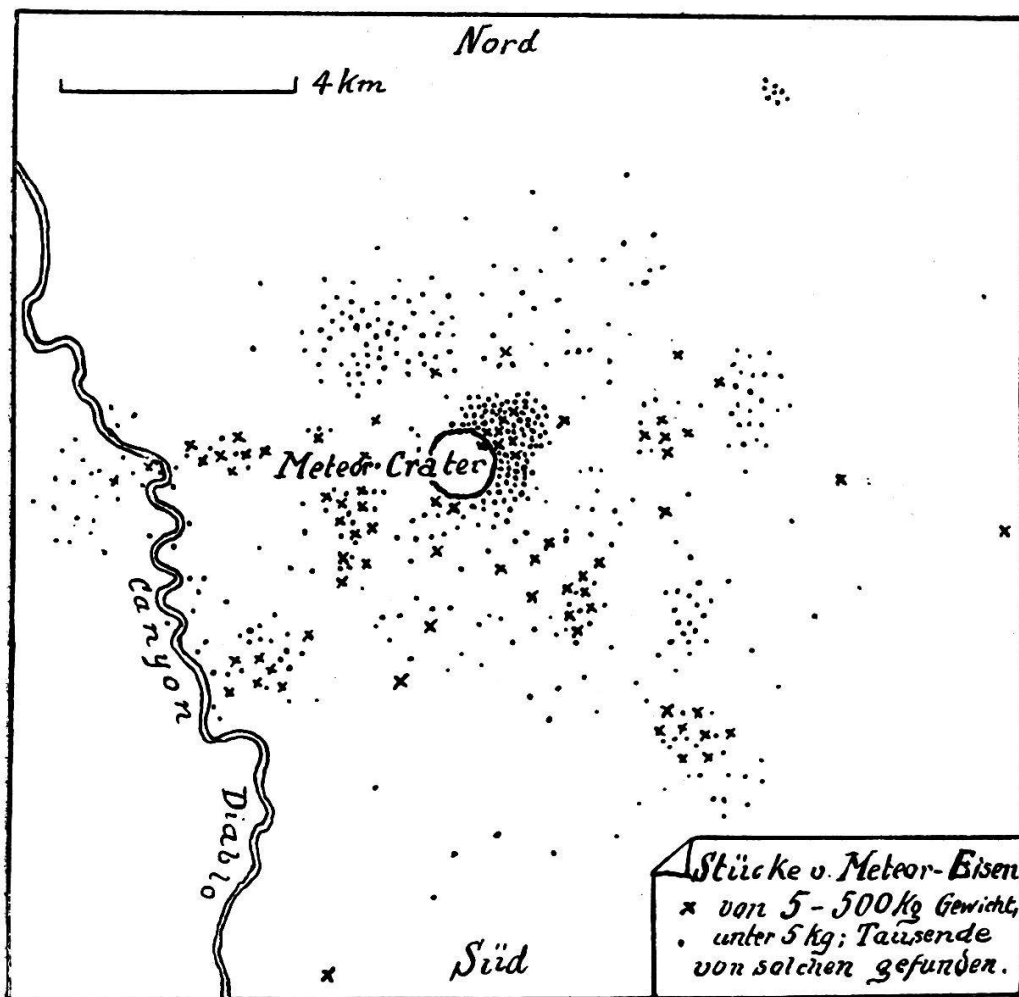 Nord
4 km
Meteor Crater
Canyon
Diablo
Süd
Stücke v. Meteor-Eisen
x von 5-500 Kg Gewicht,
. unter 5 kg; Tausende
von solchen gefunden.